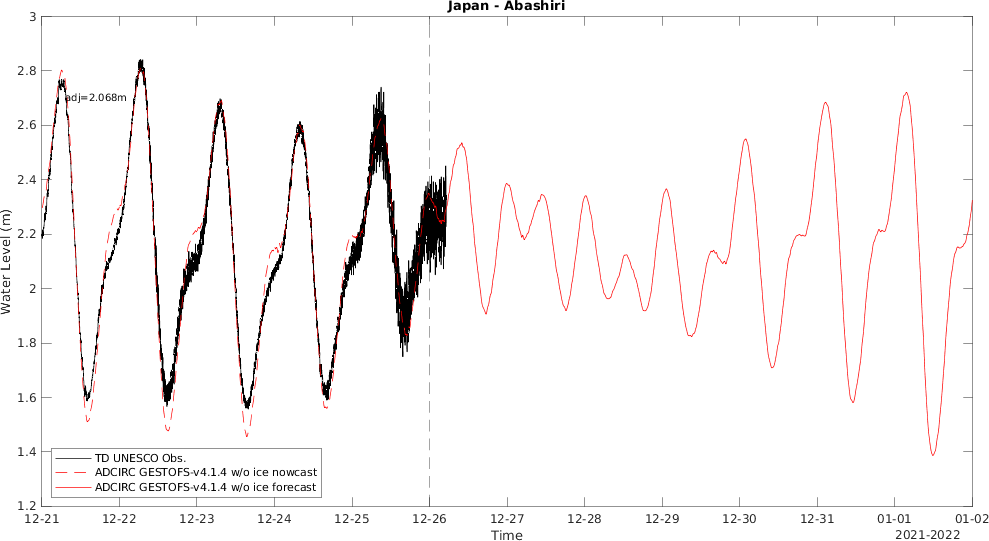 Japan - Abashiri
Water Level (m)
3
2.8
2.6
2.4
2.2
2
1.8
1.6
1.4
1.2
adj=2.068m
TD UNESCO Obs.
ADCIRC GESTOFS-v4.1.4 w/o ice nowcast
ADCIRC GESTOFS-v4.1.4 w/o ice forecast
12-21 12-22 12-23 12-24 12-25 12-26 12-27 12-28 12-29 12-30 12-31 01-01 01-02
Time
2021-2022